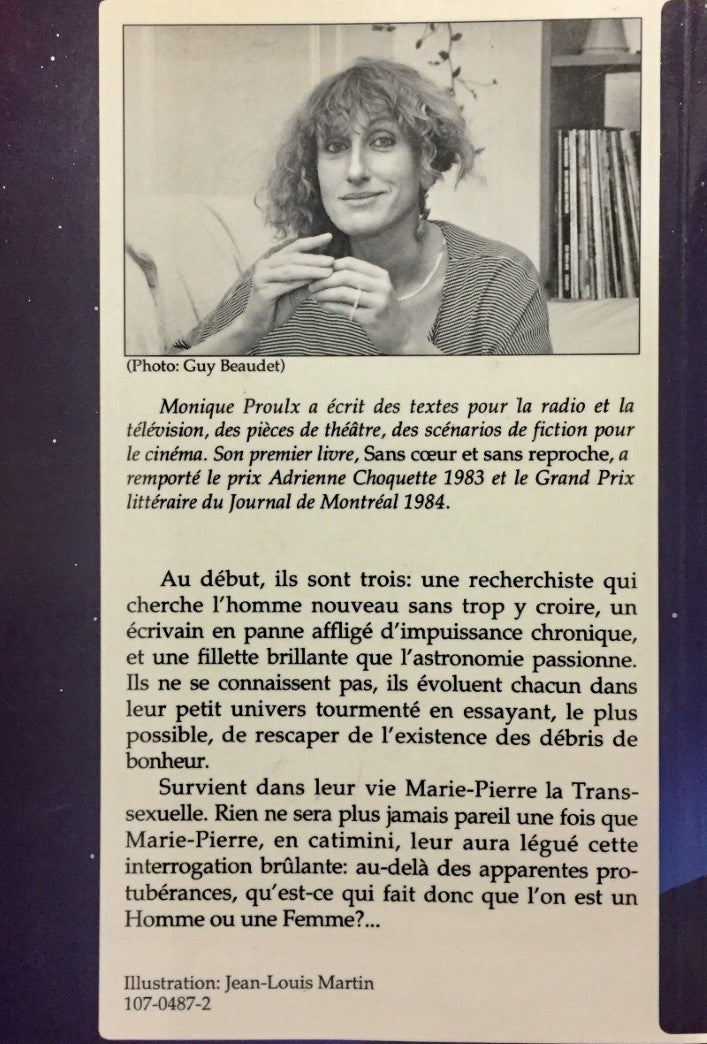 (Photo: Guy Beaudet)
Monique Proulx a écrit des textes pour la radio et la
télévision, des pièces de théâtre, des scénarios de fiction pour
le cinéma. Son premier livre, Sans cœur et sans reproche, a
remporté le prix Adrienne Choquette 1983 et le Grand Prix
littéraire du Journal de Montréal 1984.
Au début, ils sont trois: une recherchiste qui
cherche l'homme nouveau sans trop y croire, un
écrivain en panne affligé d'impuissance chronique,
et une fillette brillante que l'astronomie passionne.
Ils ne se connaissent pas, ils évoluent chacun dans
leur petit univers tourmenté en essayant, le plus
possible, de rescaper de l'existence des débris de
bonheur.
Survient dans leur vie Marie-Pierre la Trans-
sexuelle. Rien ne sera plus jamais pareil une fois que
Marie-Pierre, en catimini, leur aura légué cette
interrogation brûlante: au-delà des apparentes pro-
tubérances, qu'est-ce qui fait donc que l'on est un
Homme ou une Femme?...
Illustration: Jean-Louis Martin
107-0487-2